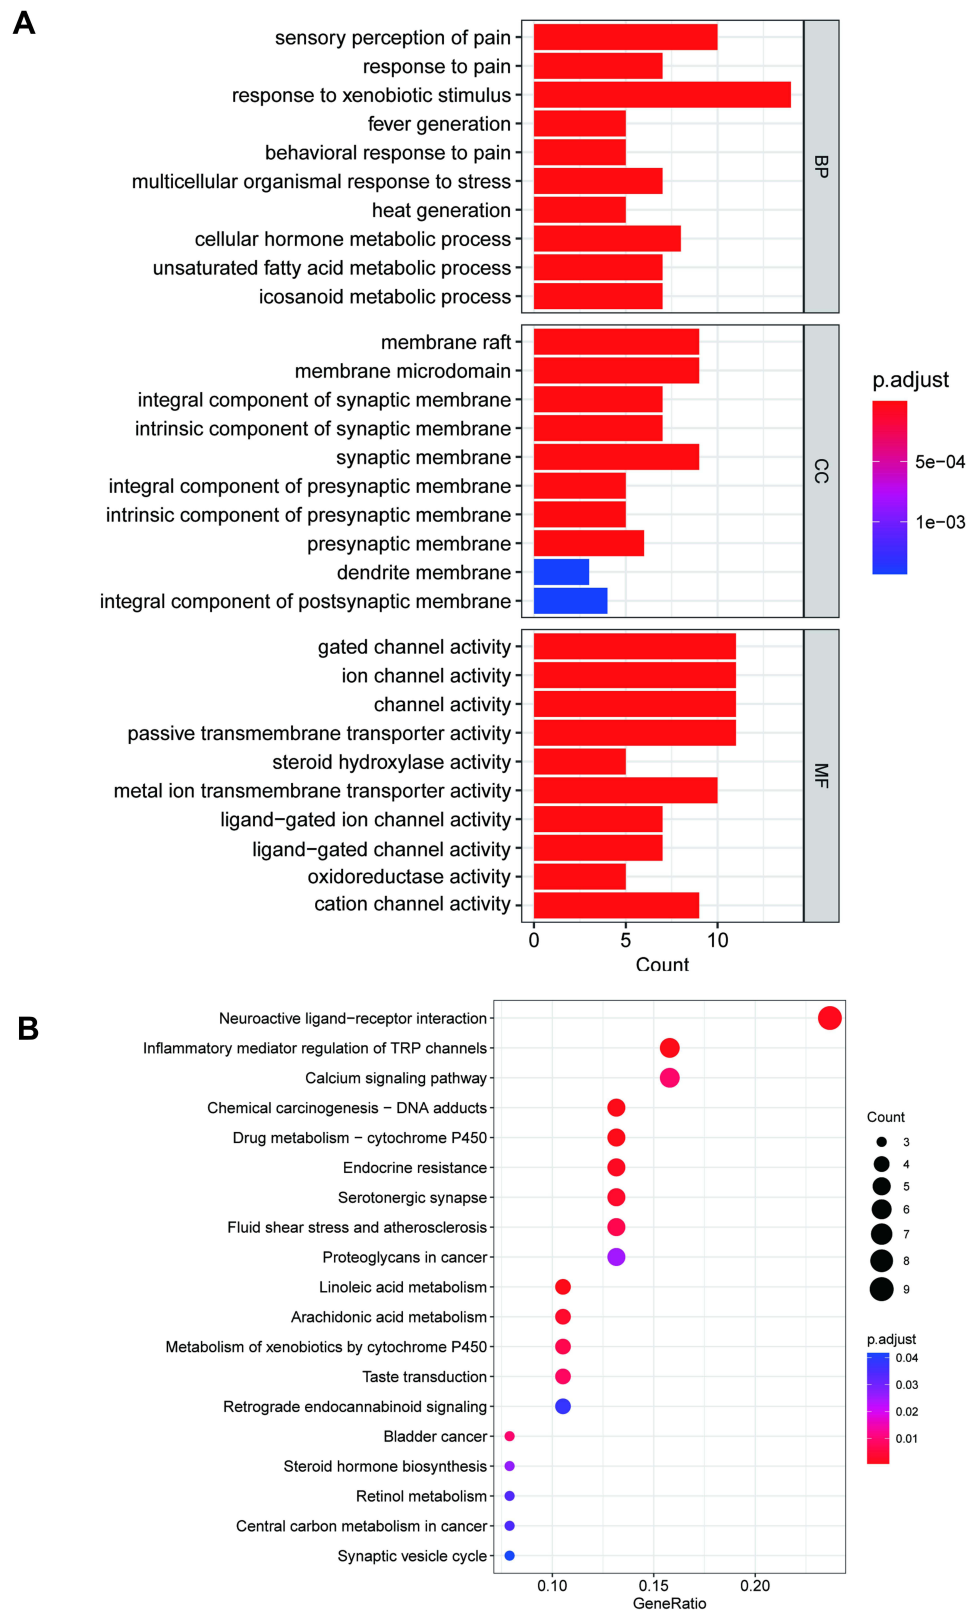 A
sensory perception of pain
response to pain
response to xenobiotic stimulus
fever generation
behavioral response to pain
multicellular organismal response to stress
heat generation
cellular hormone metabolic process
unsaturated fatty acid metabolic process
icosanoid metabolic process
BP
membrane raft
membrane microdomain
integral component of synaptic membrane
intrinsic component of synaptic membrane
synaptic membrane
integral component of presynaptic membrane
intrinsic component of presynaptic membrane
presynaptic membrane
dendrite membrane
integral component of postsynaptic membrane
CC
gated channel activity
ion channel activity
channel activity
passive transmembrane transporter activity
steroid hydroxylase activity
metal ion transmembrane transporter activity
ligand−gated ion channel activity
ligand−gated channel activity
oxidoreductase activity
cation channel activity
MF
0 5 10
Count
p.adjust
5e−04
1e−03
B
Neuroactive ligand−receptor interaction
Inflammatory mediator regulation of TRP channels
Calcium signaling pathway
Chemical carcinogenesis − DNA adducts
Drug metabolism − cytochrome P450
Endocrine resistance
Serotonergic synapse
Fluid shear stress and atherosclerosis
Proteoglycans in cancer
Linoleic acid metabolism
Arachidonic acid metabolism
Metabolism of xenobiotics by cytochrome P450
Taste transduction
Retrograde endocannabinoid signaling
Bladder cancer
Steroid hormone biosynthesis
Retinol metabolism
Central carbon metabolism in cancer
Synaptic vesicle cycle
0.10 0.15 0.20
GeneRatio
Count
3
4
5
6
7
8
9
p.adjust
0.04
0.03
0.02
0.01